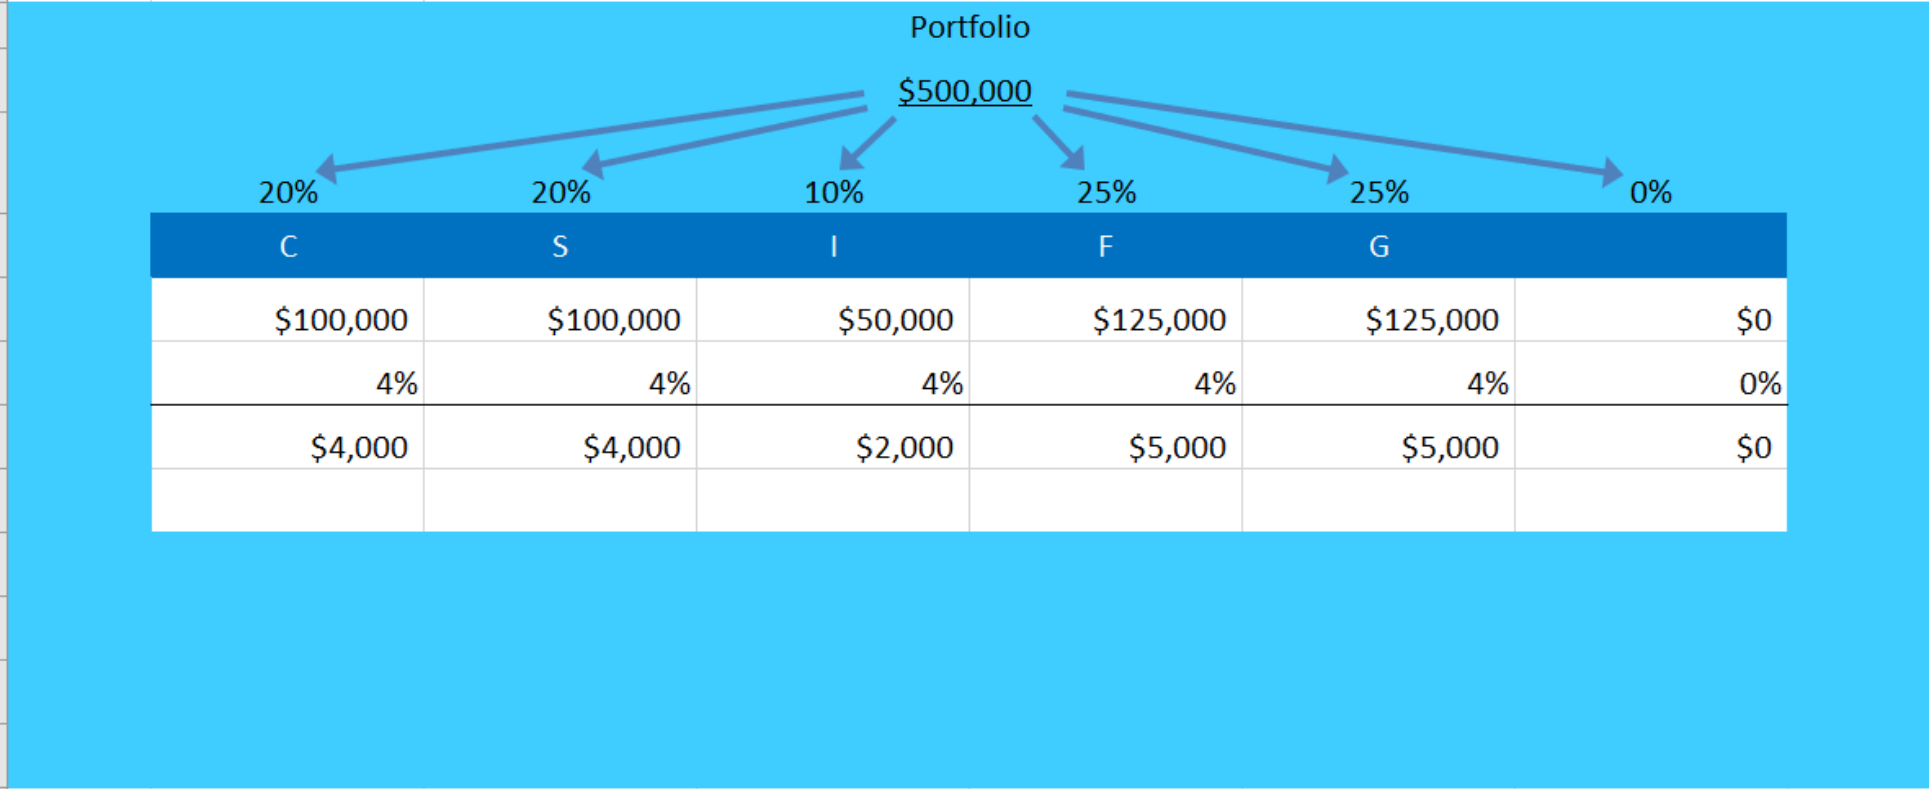 Portfolio
$500,000
20% 20% 10% 25% 25% 0%
C S I F G
$100,000 $100,000 $50,000 $125,000 $125,000 $0
4% 4% 4% 4% 4% 0%
$4,000 $4,000 $2,000 $5,000 $5,000 $0